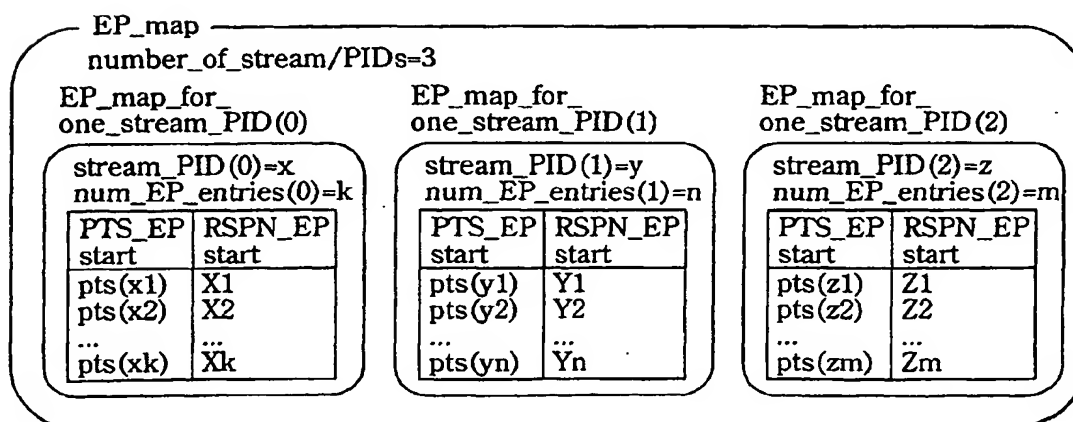 EP_map
number_of_stream/PIDs=3
EP_map_for_
one_stream_PID(0)
stream_PID(0)=x
num_EP_entries(0)=k
PTS_EP RSPN_EP
start start
pts(x1) X1
pts(x2) X2
... ...
pts(xk) Xk
EP_map_for_
one_stream_PID(1)
stream_PID(1)=y
num_EP_entries(1)=n
PTS_EP RSPN_EP
start start
pts(y1) Y1
pts(y2) Y2
... ...
pts(yn) Yn
EP_map_for_
one_stream_PID(2)
stream_PID(2)=z
num_EP_entries(2)=m
PTS_EP RSPN_EP
start start
pts(z1) Z1
pts(z2) Z2
... ...
pts(zm) Zm